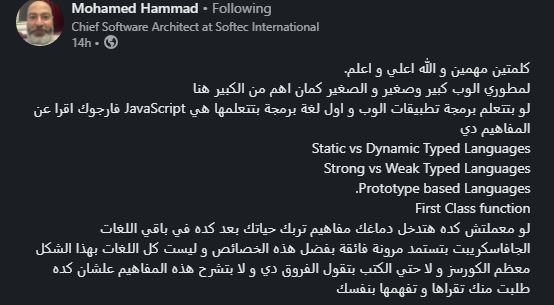 Mohamed Hammad • Following
Chief Software Architect at Softec International
14h •
كلمتين مهمين و الله اعلي و اعلم.
لمطوري الوب كبير وصغير و الصغير كمان اهم من الكبير هنا
لو بتتعلم برمجة تطبيقات الوب و اول لغة برمجة بتتعلمها هي JavaScript فارجوك اقرا عن
المفاهيم دي
Static vs Dynamic Typed Languages
Strong vs Weak Typed Languages
Prototype based Languages.
First Class function
لو معملتش كده هتدخل دماغك مفاهيم تربك حياتك بعد كده في باقي اللغات
الجافاسكريبت بتستمد مرونة فائقة بفضل هذه الخصائص و ليست كل اللغات بهذا الشكل
معظم الكورسز و لا حتي الكتب بتقول الفروق دي و لا بتشرح هذه المفاهيم علشان كده
طلبت منك تقراها و تفهمها بنفسك